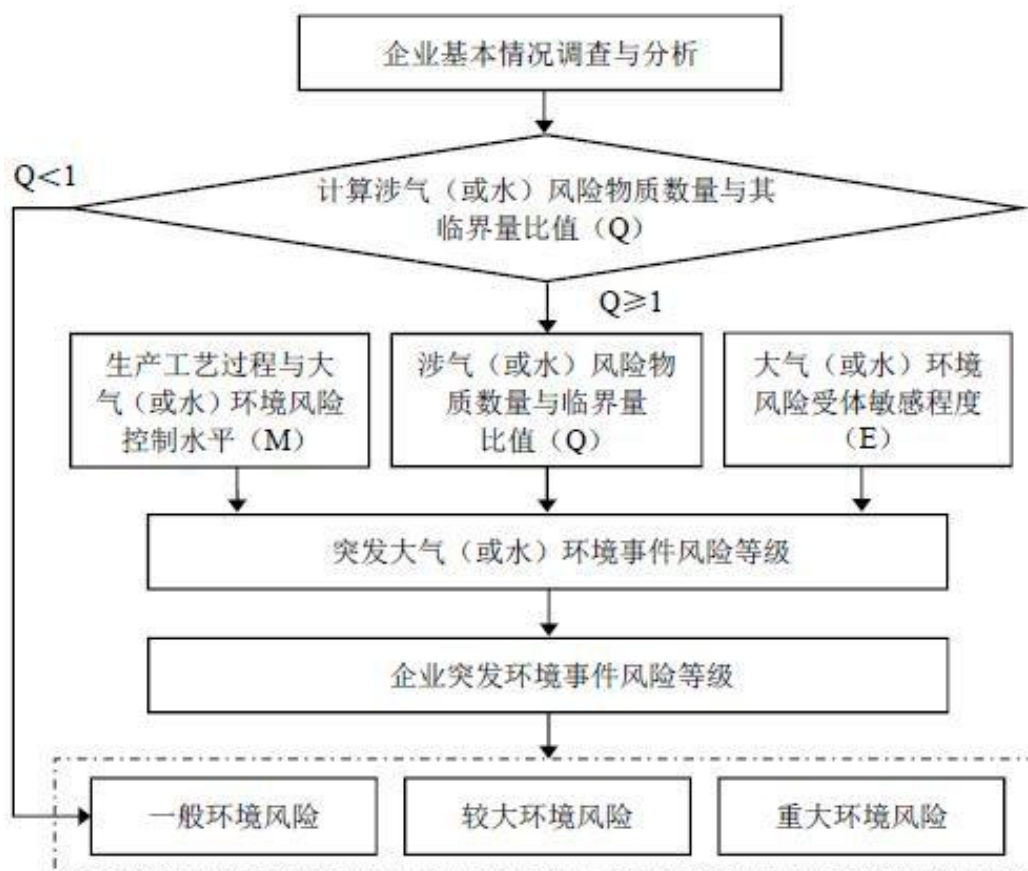 企业基本情况调查与分析
Q<1
计算涉气（或水）风险物质数量与其
临界量比值（Q）
Q≥1
生产工艺过程与大
气（或水）环境风险
控制水平（M）
涉气（或水）风险物
质数量与临界量
比值（Q）
大气（或水）环境
风险受体敏感程度
（E）
突发大气（或水）环境事件风险等级
企业突发环境事件风险等级
一般环境风险
较大环境风险
重大环境风险